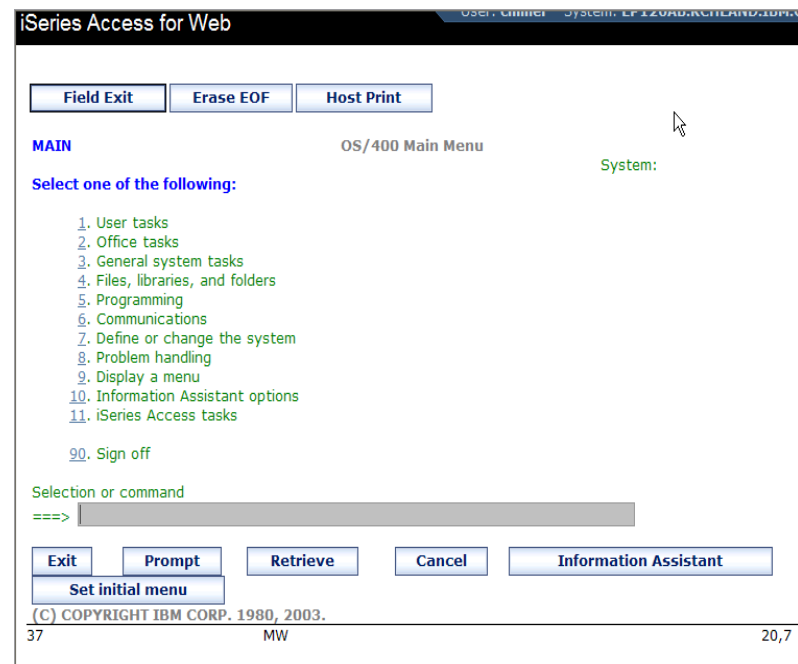 iSeries Access for Web
User: System:
Field Exit Erase EOF Host Print
MAIN OS/400 Main Menu
System:
Select one of the following:
1. User tasks
2. Office tasks
3. General system tasks
4. Files, libraries, and folders
5. Programming
6. Communications
7. Define or change the system
8. Problem handling
9. Display a menu
10. Information Assistant options
11. iSeries Access tasks
90. Sign off
Selection or command
===>
Exit Prompt Retrieve Cancel Information Assistant
Set initial menu
(C) COPYRIGHT IBM CORP. 1980, 2003.
37 MW 20,7